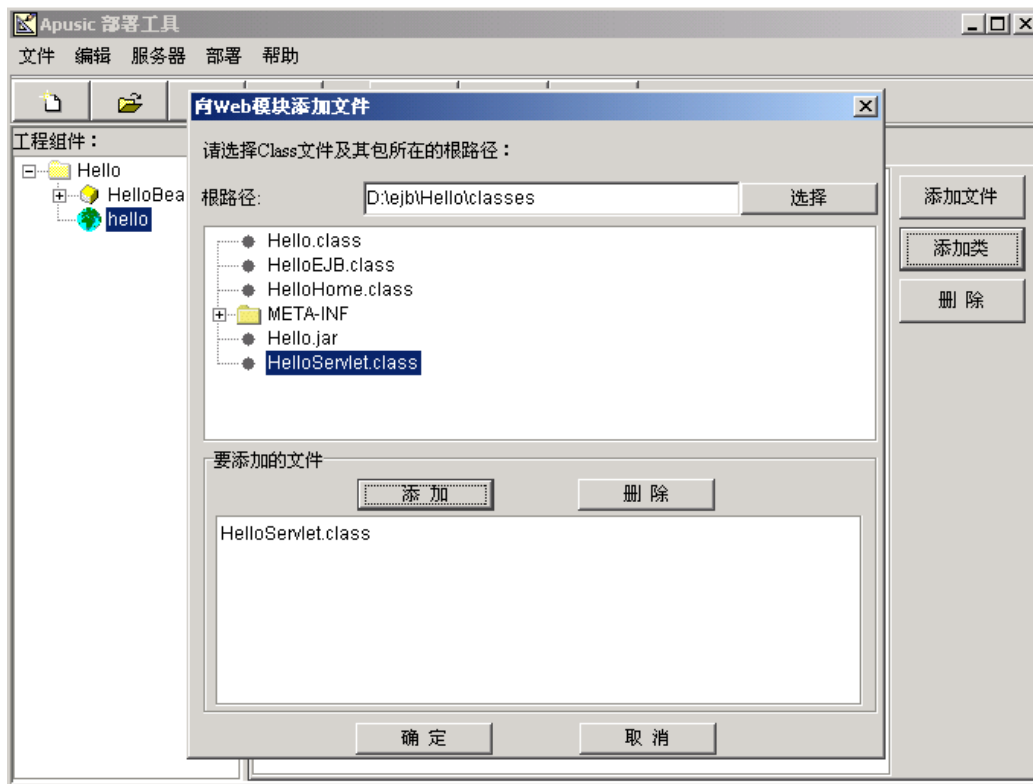 Apusic 部署工具
文件 编辑 服务器 部署 帮助
向Web模块添加文件
工程组件：
请选择Class文件及其包所在的根路径：
Hello
HelloBea
hello
根路径:
D:\ejb\Hello\classes
选择
添加文件
添加类
删 除
Hello.class
HelloEJB.class
HelloHome.class
META-INF
Hello.jar
HelloServlet.class
要添加的文件
添 加
删 除
HelloServlet.class
确 定
取 消